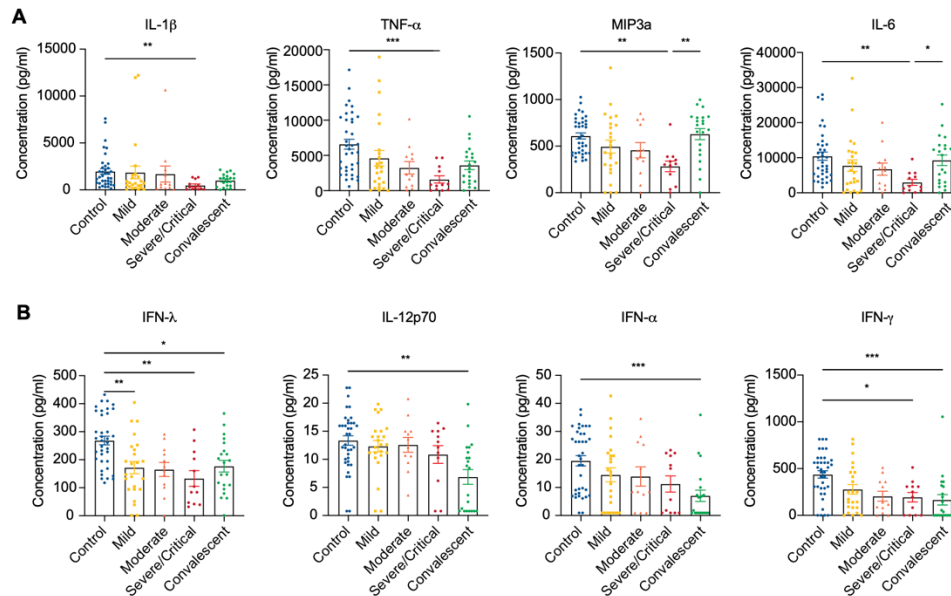 A
IL-1β
**
Concentration (pg/ml)
15000
10000
5000
0
Control
Mild
Moderate
Severe/Critical
Convalescent
TNF-α
***
Concentration (pg/ml)
20000
15000
10000
5000
0
Control
Mild
Moderate
Severe/Critical
Convalescent
MIP3a
** **
Concentration (pg/ml)
1500
1000
500
0
Control
Mild
Moderate
Severe/Critical
Convalescent
IL-6
** *
Concentration (pg/ml)
40000
30000
20000
10000
0
Control
Mild
Moderate
Severe/Critical
Convalescent
B
IFN-λ
*
**
**
Concentration (pg/ml)
500
400
300
200
100
0
Control
Mild
Moderate
Severe/Critical
Convalescent
IL-12p70
**
Concentration (pg/ml)
25
20
15
10
5
0
Control
Mild
Moderate
Severe/Critical
Convalescent
IFN-α
***
Concentration (pg/ml)
50
40
30
20
10
0
Control
Mild
Moderate
Severe/Critical
Convalescent
IFN-γ
***
*
Concentration (pg/ml)
1500
1000
500
0
Control
Mild
Moderate
Severe/Critical
Convalescent